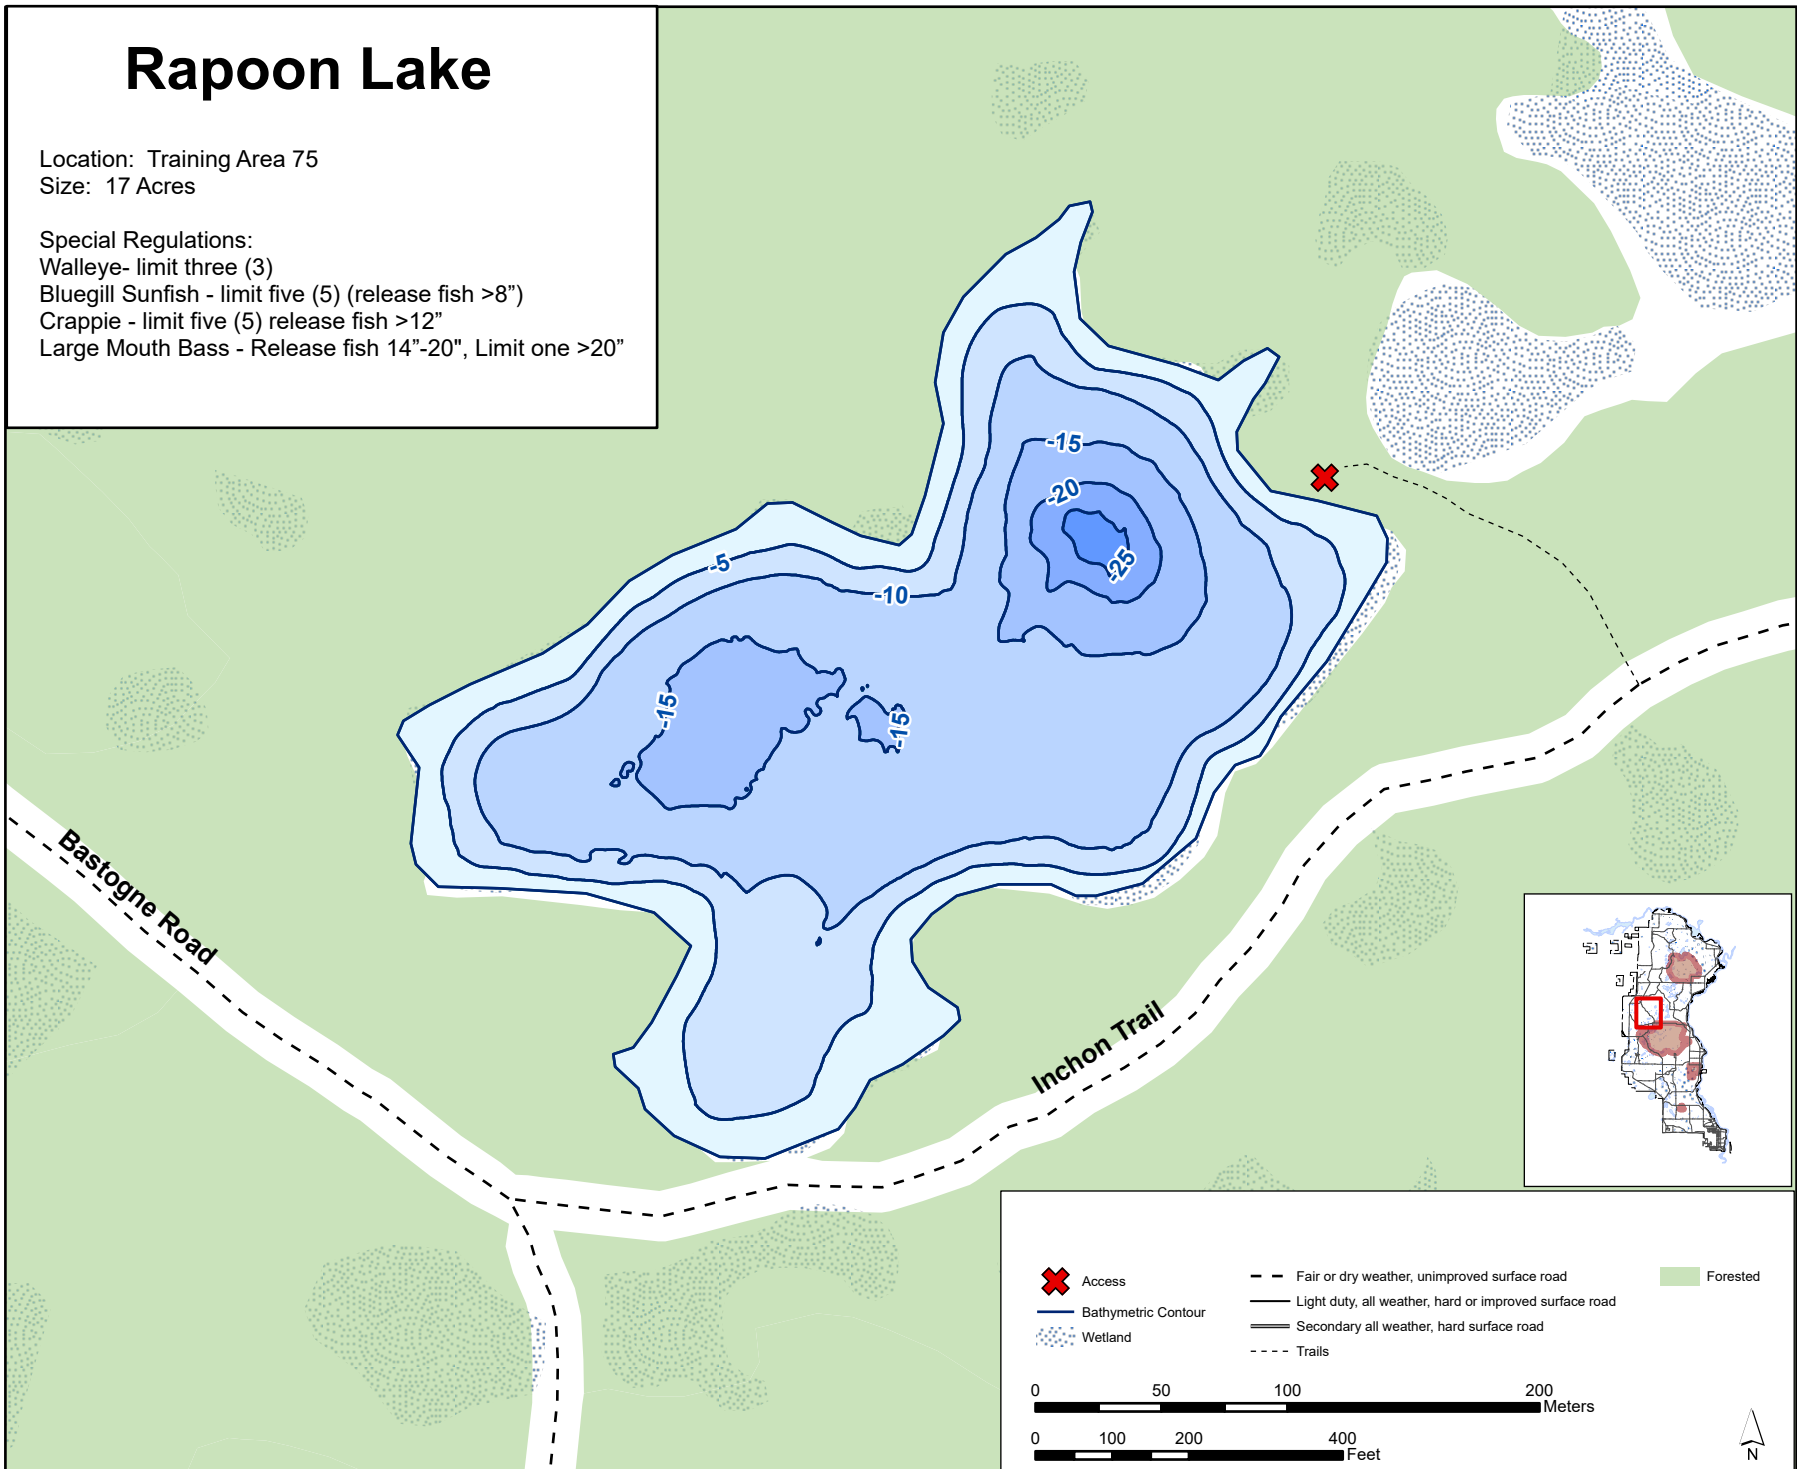 Rapoon Lake
Location:  Training Area 75
Size:  17 Acres
Special Regulations:
Walleye- limit three (3)
Bluegill Sunfish - limit five (5) (release fish >8”)
Crappie - limit five (5) release fish >12”
Large Mouth Bass - Release fish 14”-20", Limit one >20”
-15
-20
-25
-5
-10
-15
-15
Bastogne Road
Inchon Trail
Access
Bathymetric Contour
Wetland
Fair or dry weather, unimproved surface road
Light duty, all weather, hard or improved surface road
Secondary all weather, hard surface road
Trails
Forested
0 50 100 200
Meters
0 100 200 400
Feet
N